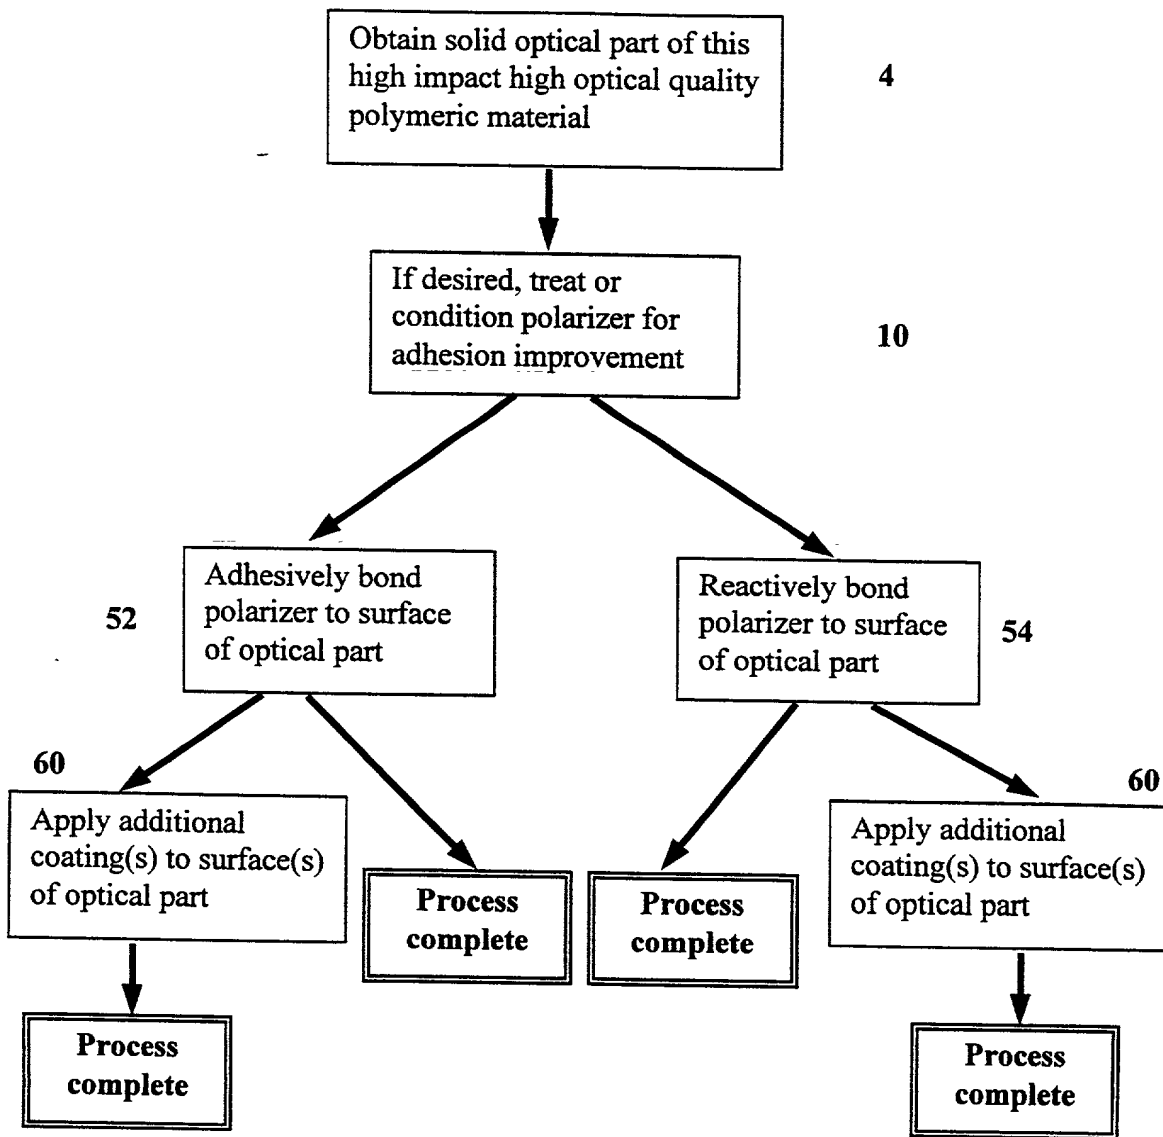 Obtain solid optical part of this
high impact high optical quality
polymeric material
4
If desired, treat or
condition polarizer for
adhesion improvement
10
52
Adhesively bond
polarizer to surface
of optical part
Reactively bond
polarizer to surface
of optical part
54
60
Apply additional
coating(s) to surface(s)
of optical part
Process
complete
Process
complete
60
Apply additional
coating(s) to surface(s)
of optical part
Process
complete
Process
complete